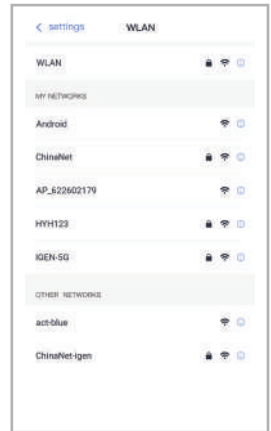 settings WLAN
WLAN
MY NETWORKS
Android
ChinaNet
AP_622602179
HYH123
IGEN-5G
OTHER NETWORKS
act-blue
ChinaNet-igen